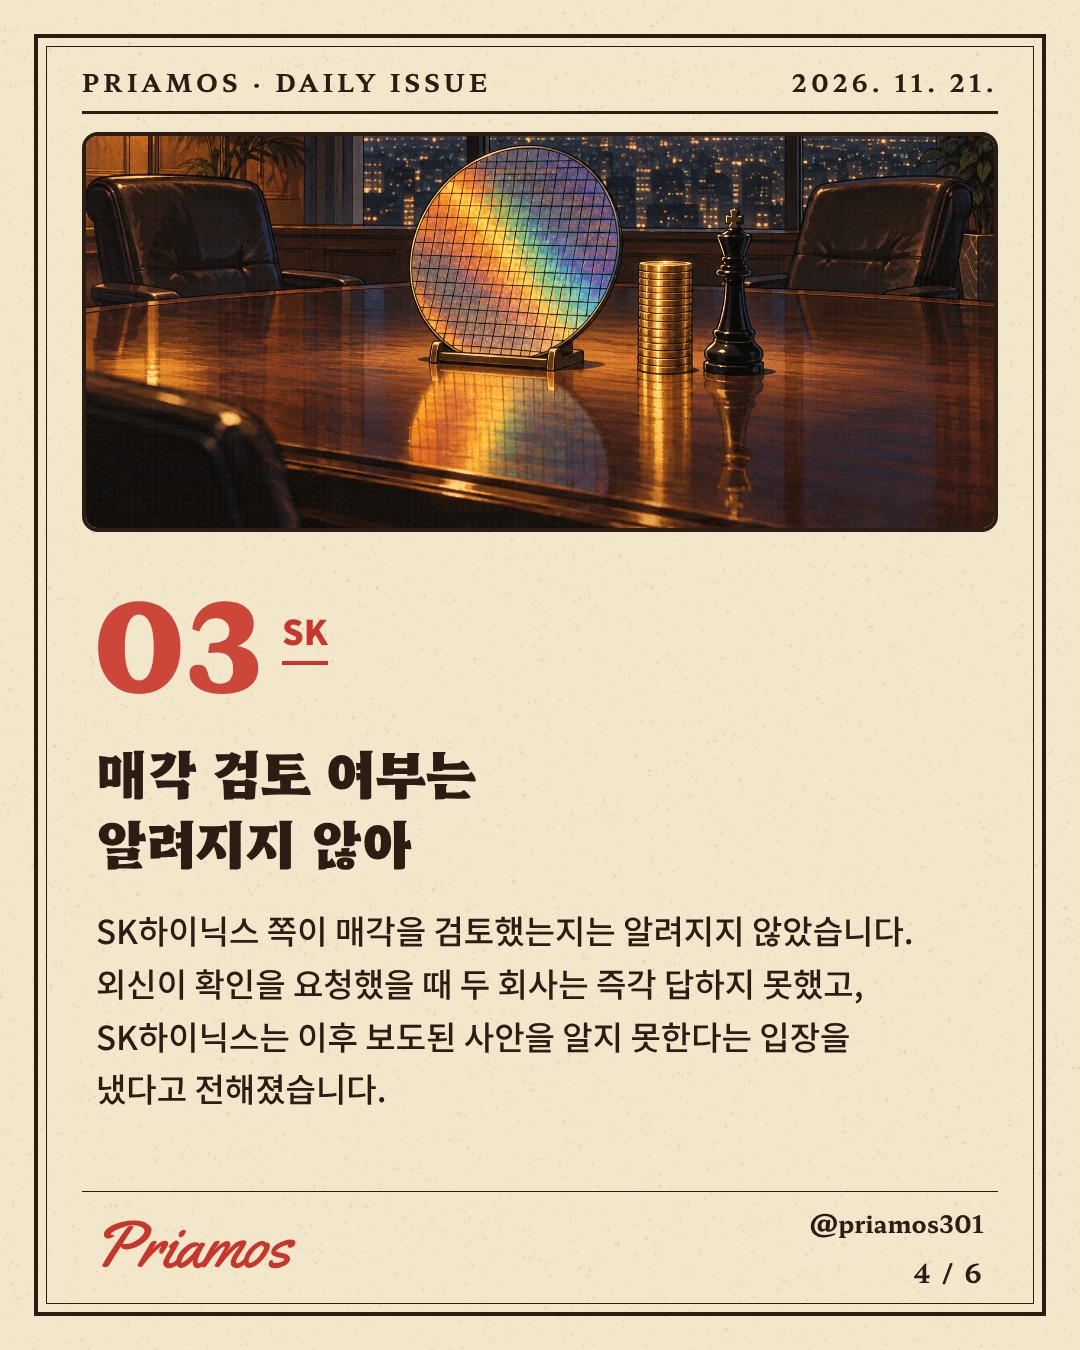 PRIAMOS · DAILY ISSUE
2026. 11. 21.
03
SK
매각 검토 여부는
알려지지 않아
SK하이닉스 쪽이 매각을 검토했는지는 알려지지 않았습니다.
외신이 확인을 요청했을 때 두 회사는 즉각 답하지 못했고,
SK하이닉스는 이후 보도된 사안을 알지 못한다는 입장을
냈다고 전해졌습니다.
Priamos
@priamos301
4 / 6